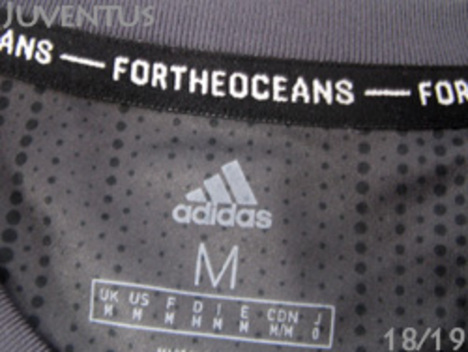 JUVENTUS
ANS — FORTHEOCEANS — FOR
adidas
M
UK US F D I E CDN J
M M M M M M M/M O
18/19